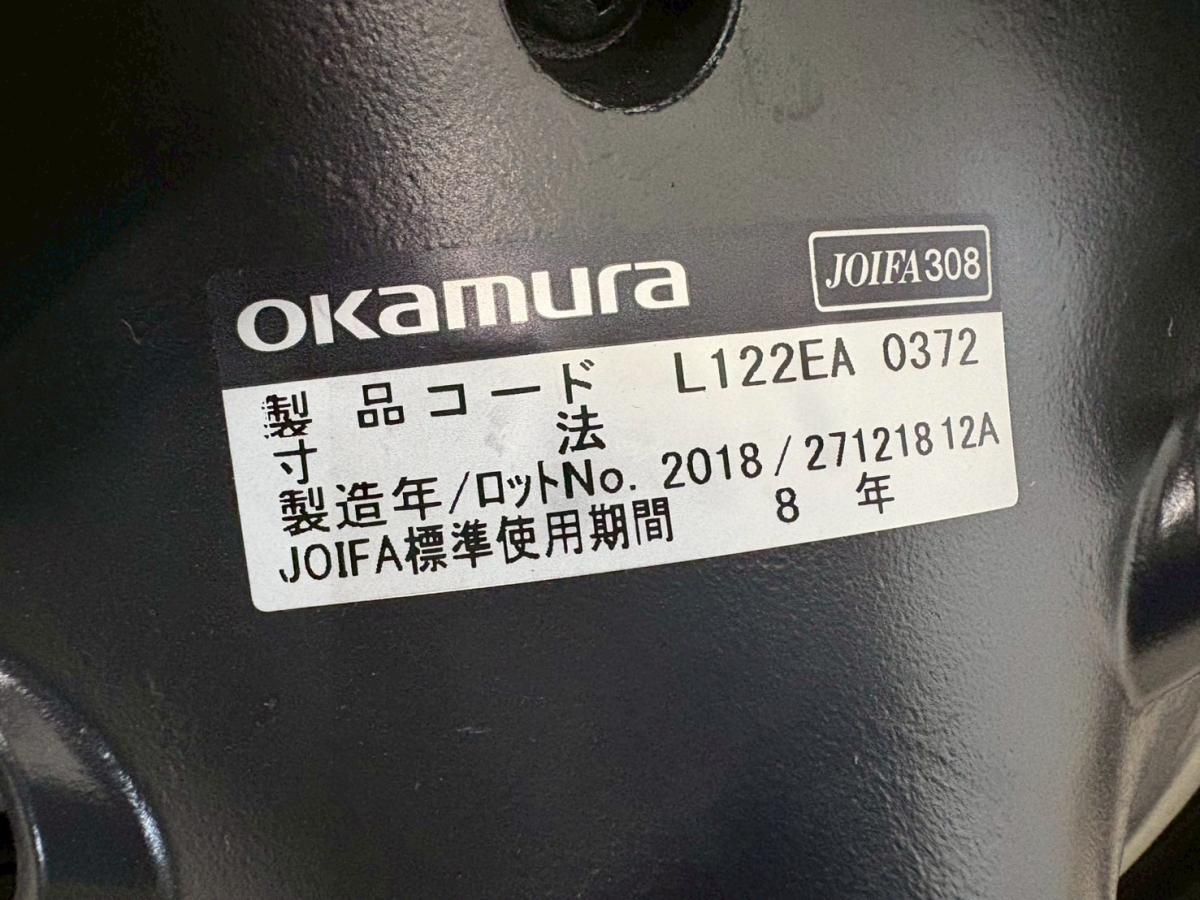 okamura
JOIFA308
製品コード L122EA 0372
寸法
製造年/ロットNo. 2018/27121812A
JOIFA標準使用期間 8年